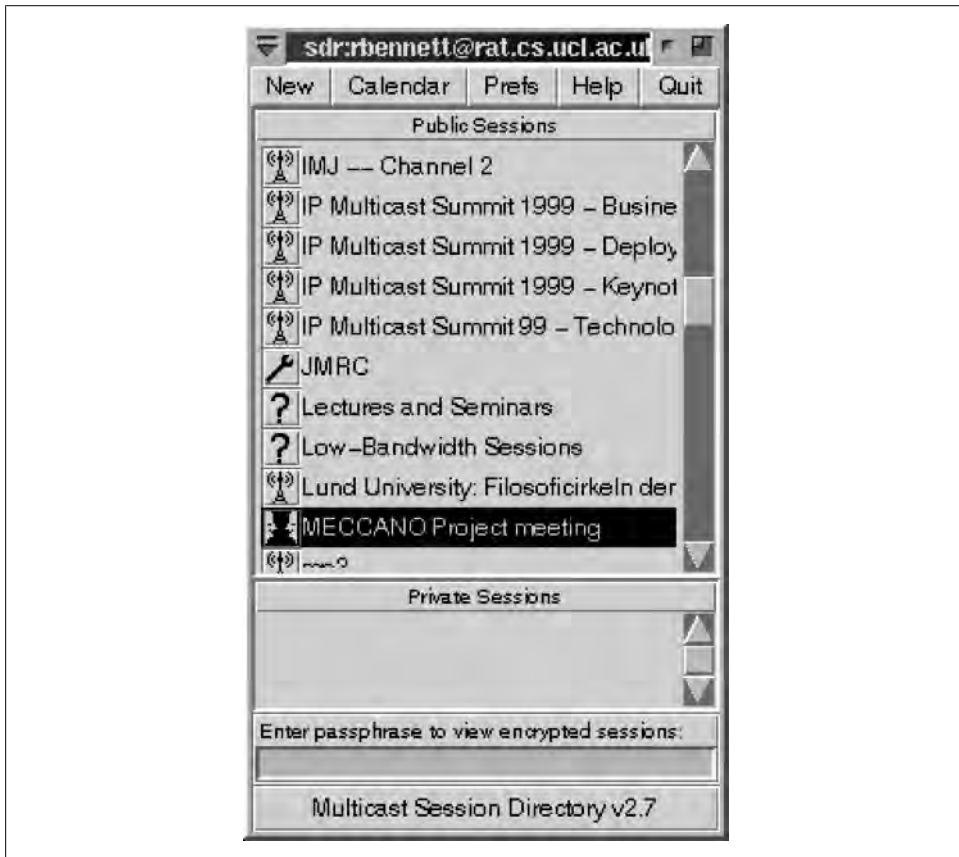 sdr:rbennett@rat.cs.ucl.ac.u
New Calendar Prefs Help Quit
Public Sessions
IMJ –– Channel 2
IP Multicast Summit 1999 – Busine
IP Multicast Summit 1999 – Deploy
IP Multicast Summit 1999 – Keynot
IP Multicast Summit 99 – Technolo
JMRC
? Lectures and Seminars
? Low–Bandwidth Sessions
Lund University: Filosoficirkeln der
MECCANO Project meeting
Private Sessions
Enter passphrase to view encrypted sessions:
Multicast Session Directory v2.7